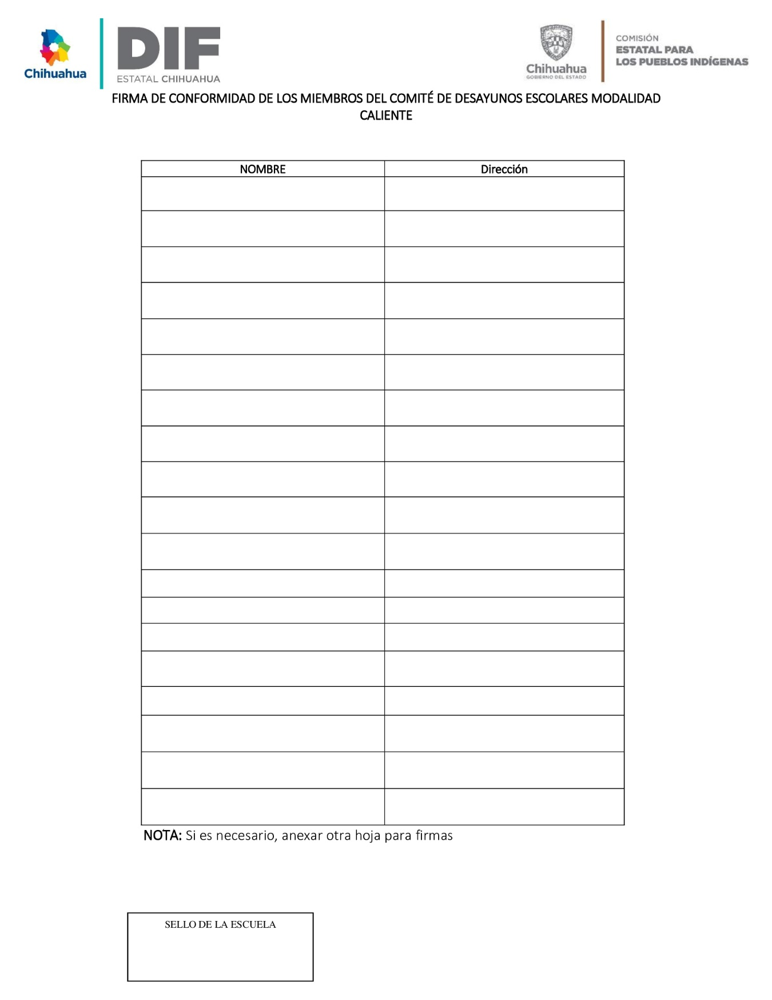 Chihuahua
DIF
ESTATAL CHIHUAHUA
Chihuahua
GOBIERNO DEL ESTADO
COMISIÓN
ESTATAL PARA
LOS PUEBLOS INDÍGENAS
FIRMA DE CONFORMIDAD DE LOS MIEMBROS DEL COMITÉ DE DESAYUNOS ESCOLARES MODALIDAD
CALIENTE
NOMBRE Dirección
NOTA: Si es necesario, anexar otra hoja para firmas
SELLO DE LA ESCUELA